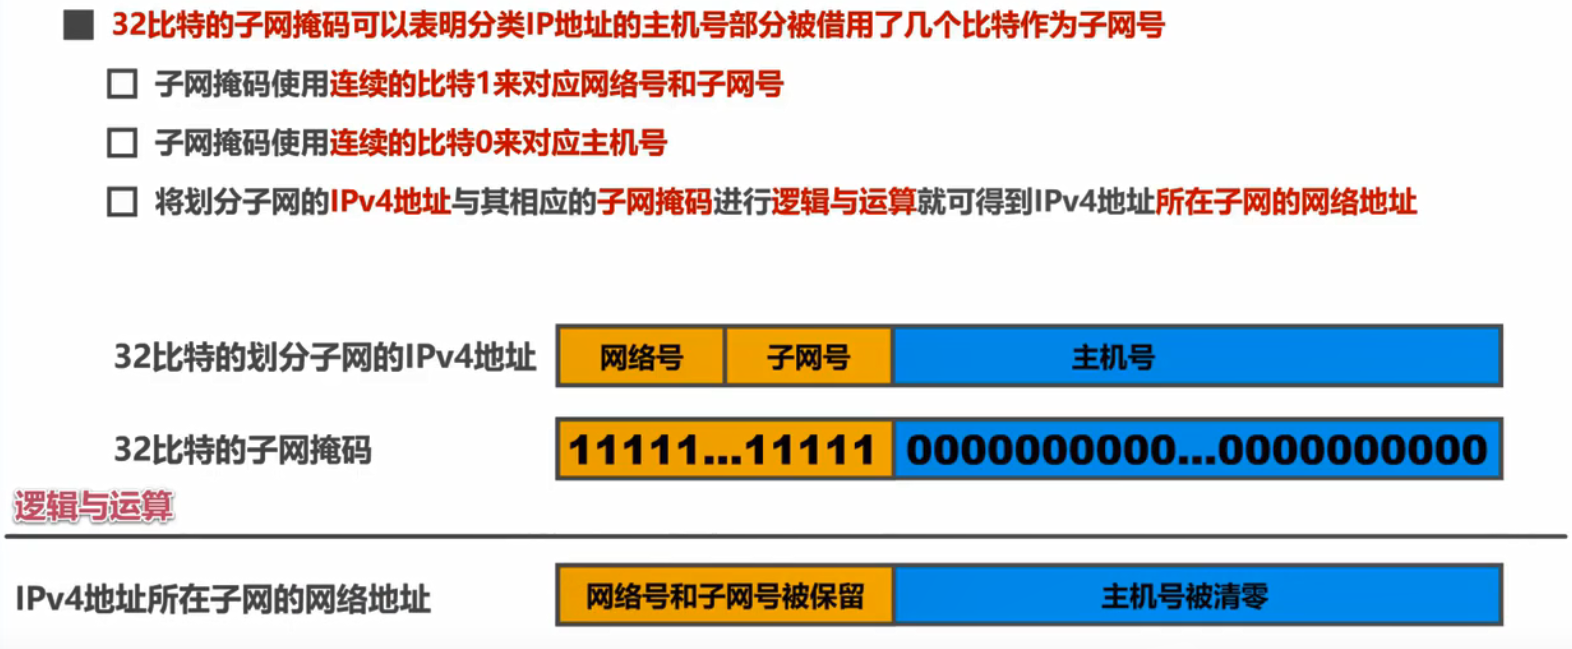 32比特的子网掩码可以表明分类IP地址的主机号部分被借用了几个比特作为子网号
子网掩码使用连续的比特1来对应网络号和子网号
子网掩码使用连续的比特0来对应主机号
将划分子网的IPv4地址与其相应的子网掩码进行逻辑与运算就可得到IPv4地址所在子网的网络地址
32比特的划分子网的IPv4地址 网络号 子网号 主机号
32比特的子网掩码 11111...11111 0000000000...0000000000
逻辑与运算
IPv4地址所在子网的网络地址 网络号和子网号被保留 主机号被清零